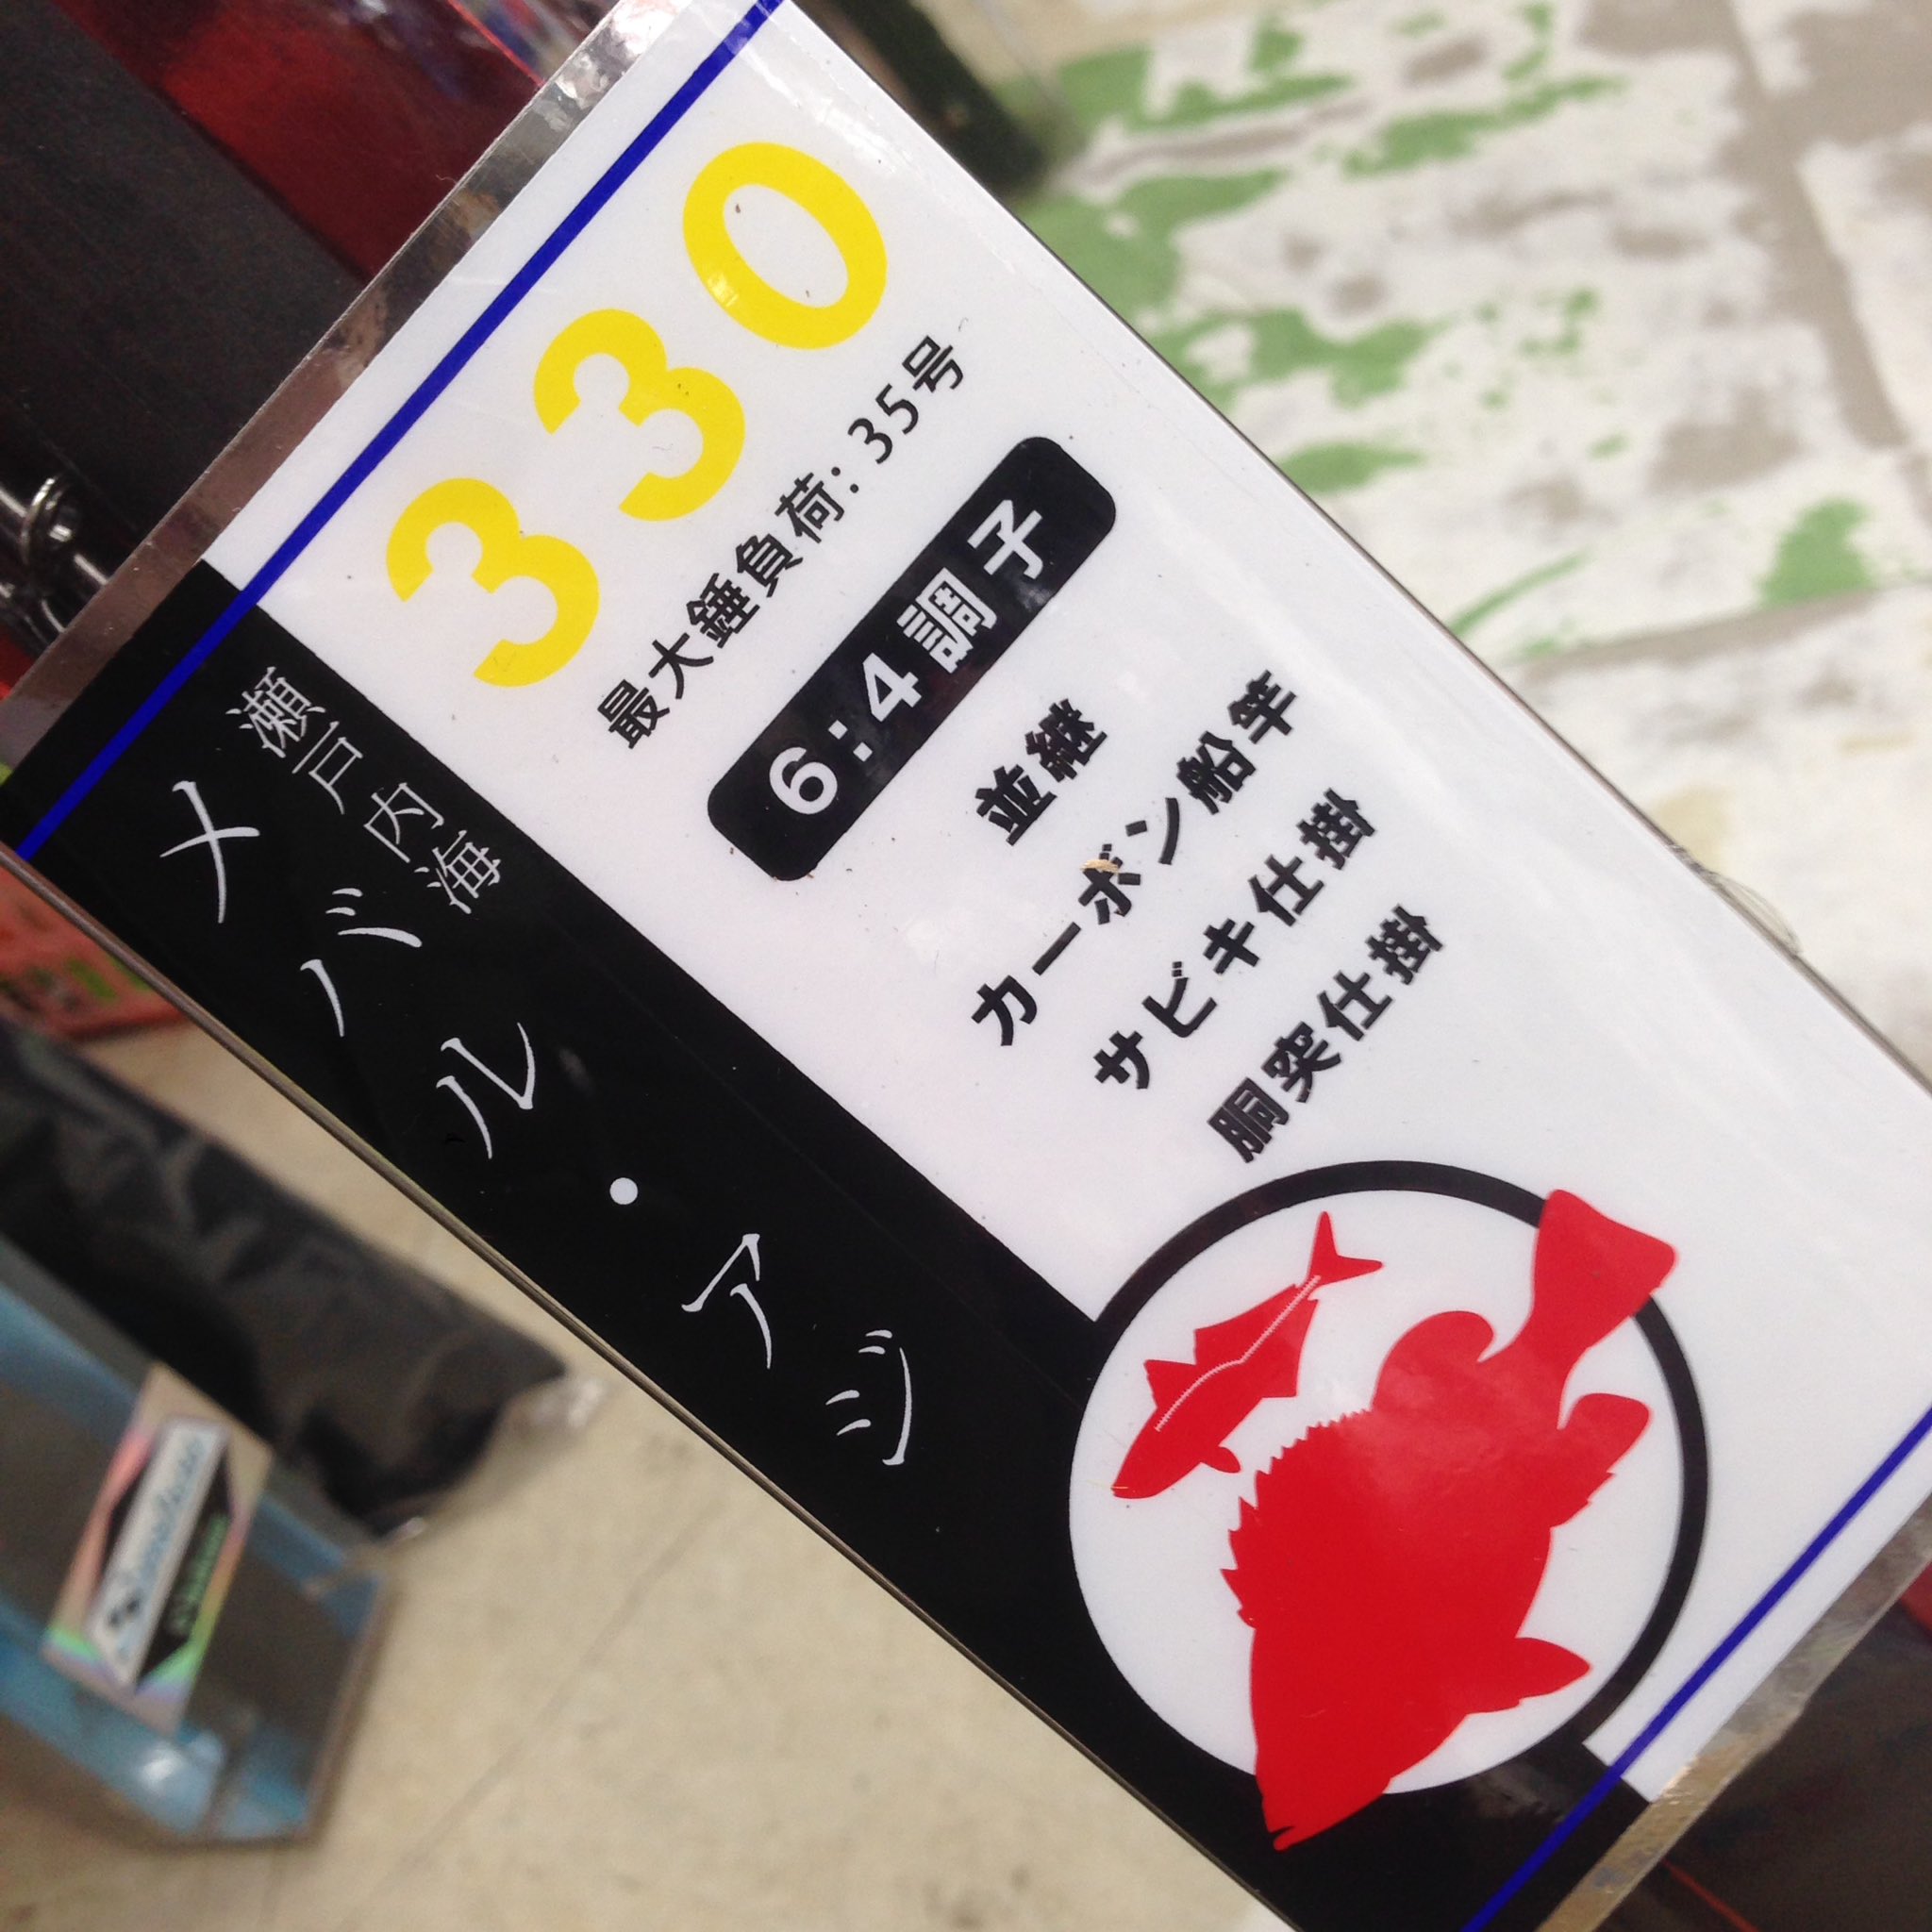 330
最大錘負荷:35号
6:4調子
並継
カーボン船竿
サビキ仕掛
胴突仕掛
瀬戸内海
メバル・アジ